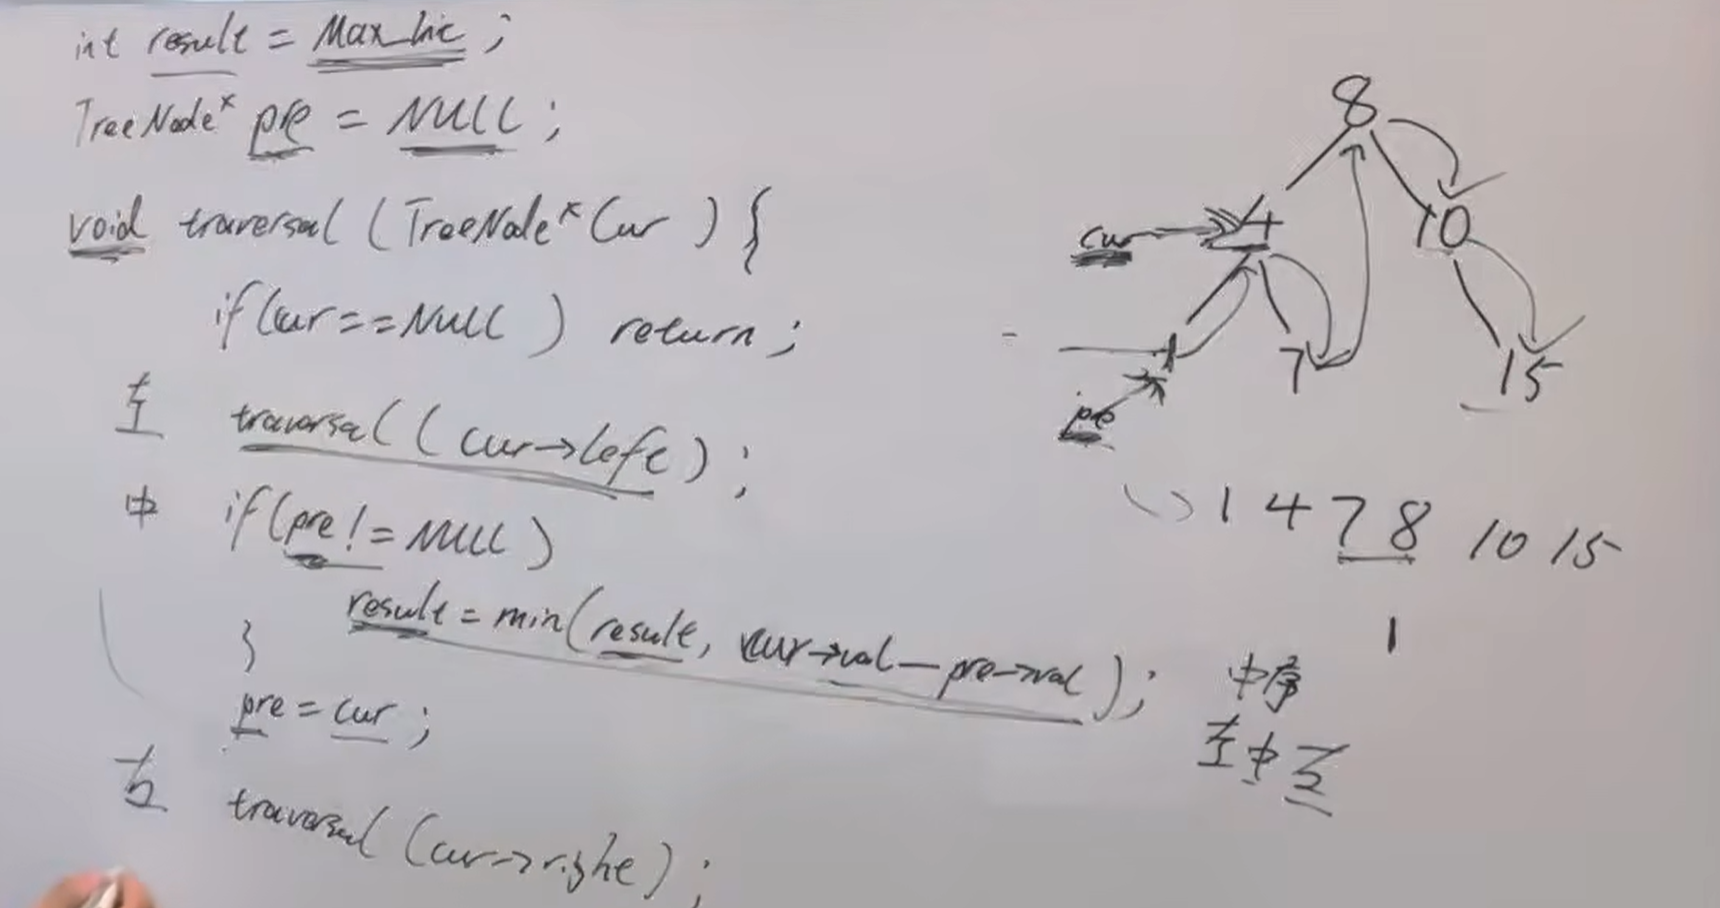 int result = Max_Int ;
TreeNode* pre = NULL ;
void traversal ( TreeNode* Cur ) {
if (cur == NULL ) return ;
左 traversal ( cur→left ) ;
中 if ( pre != NULL )
result = min( result, cur→val — pre→val ) ;
}
pre = cur ;
右 traversal ( cur→right ) ;
8
cur 4 10
1 7 15
pre
1 4 7 8 10 15
1
中序
左中右